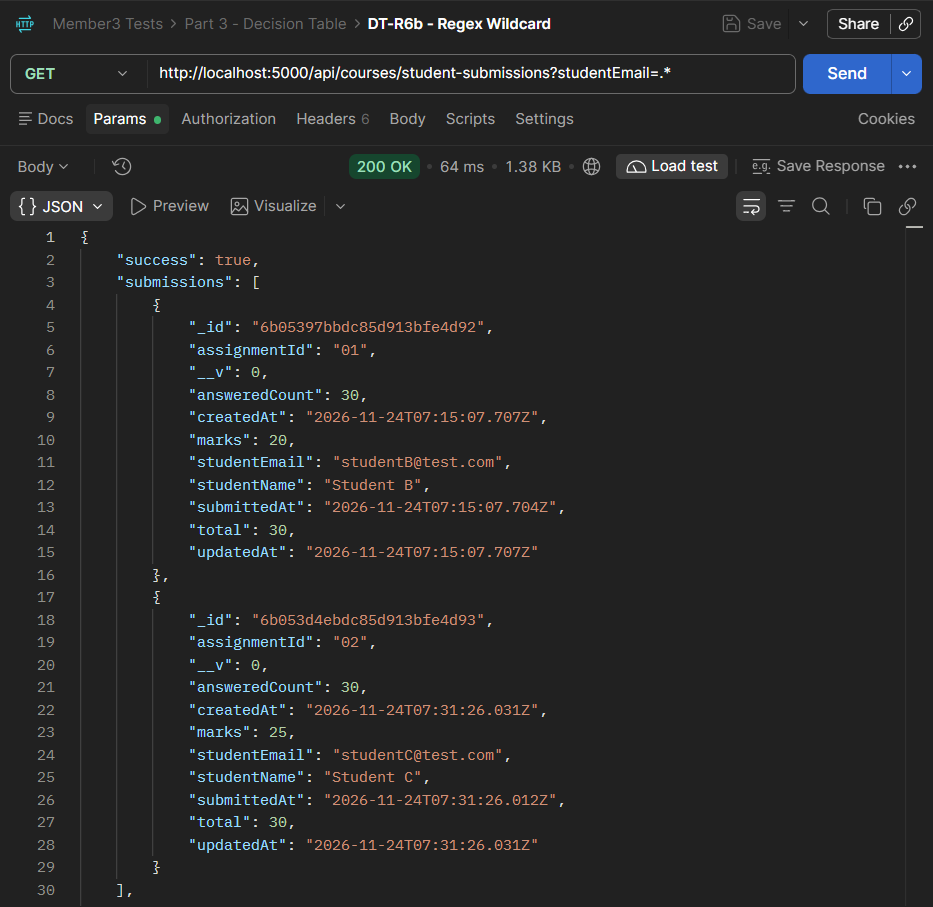 HTTP Member3 Tests > Part 3 - Decision Table > DT-R6b - Regex Wildcard Save Share
GET http://localhost:5000/api/courses/student-submissions?studentEmail=.* Send
Docs Params Authorization Headers 6 Body Scripts Settings Cookies
Body 200 OK • 64 ms • 1.38 KB • Load test e.g. Save Response
{ } JSON Preview Visualize
1 {
2 "success": true,
3 "submissions": [
4 {
5 "_id": "6b05397bbdc85d913bfe4d92",
6 "assignmentId": "01",
7 "__v": 0,
8 "answeredCount": 30,
9 "createdAt": "2026-11-24T07:15:07.707Z",
10 "marks": 20,
11 "studentEmail": "studentB@test.com",
12 "studentName": "Student B",
13 "submittedAt": "2026-11-24T07:15:07.704Z",
14 "total": 30,
15 "updatedAt": "2026-11-24T07:15:07.707Z"
16 },
17 {
18 "_id": "6b053d4ebdc85d913bfe4d93",
19 "assignmentId": "02",
20 "__v": 0,
21 "answeredCount": 30,
22 "createdAt": "2026-11-24T07:31:26.031Z",
23 "marks": 25,
24 "studentEmail": "studentC@test.com",
25 "studentName": "Student C",
26 "submittedAt": "2026-11-24T07:31:26.012Z",
27 "total": 30,
28 "updatedAt": "2026-11-24T07:31:26.031Z"
29 }
30 ],